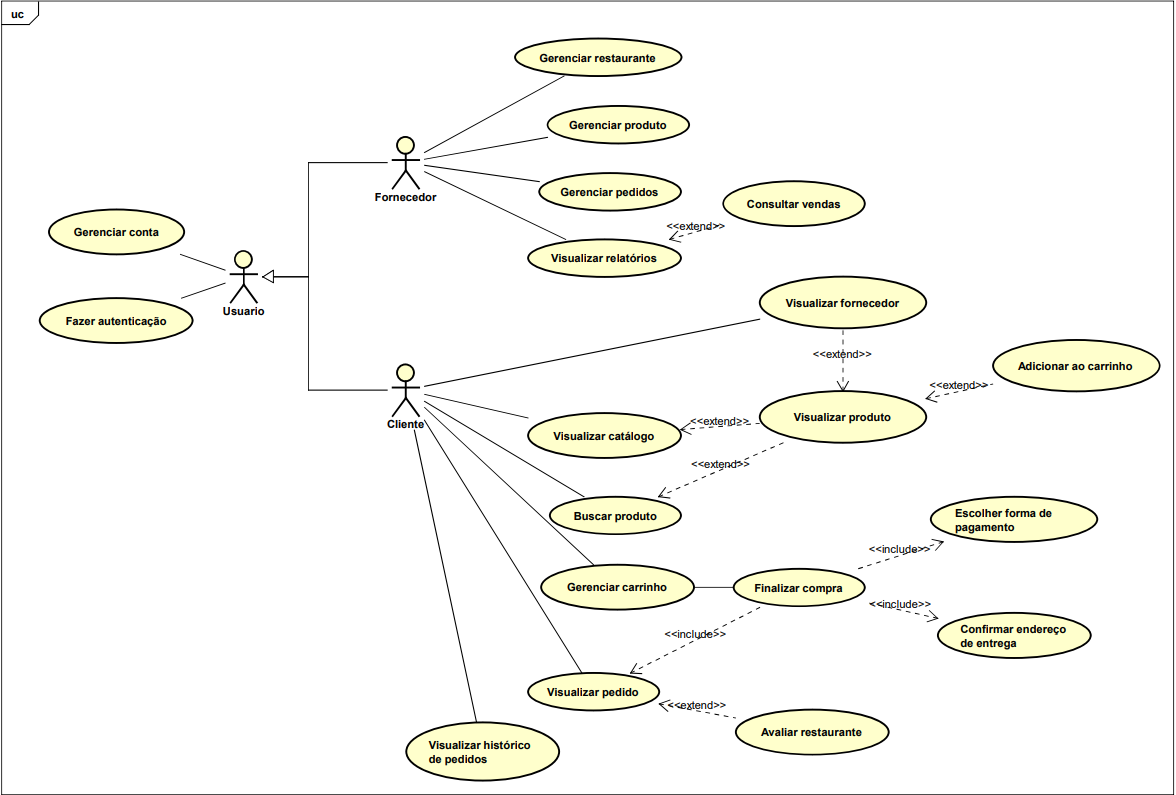 uc
Gerenciar restaurante
Gerenciar produto
Fornecedor
Gerenciar pedidos
Consultar vendas
<<extend>>
Gerenciar conta
Visualizar relatórios
Usuario
Visualizar fornecedor
Fazer autenticação
<<extend>>
Adicionar ao carrinho
<<extend>>
Cliente
Visualizar produto
<<extend>>
Visualizar catálogo
<<extend>>
Buscar produto
Escolher forma de
pagamento
<<include>>
Gerenciar carrinho
Finalizar compra
<<include>>
<<include>>
Confirmar endereço
de entrega
Visualizar pedido
<<extend>>
Avaliar restaurante
Visualizar histórico
de pedidos